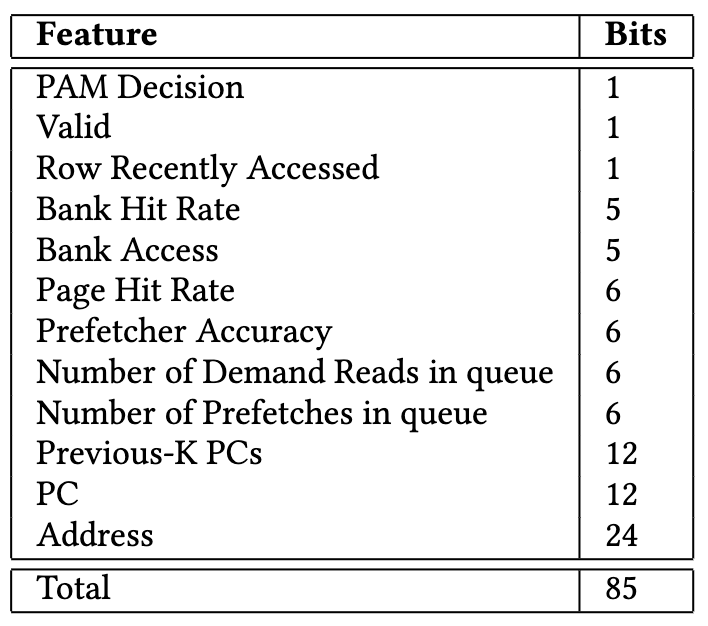 Feature Bits
PAM Decision 1
Valid 1
Row Recently Accessed 1
Bank Hit Rate 5
Bank Access 5
Page Hit Rate 6
Prefetcher Accuracy 6
Number of Demand Reads in queue 6
Number of Prefetches in queue 6
Previous-K PCs 12
PC 12
Address 24
Total 85